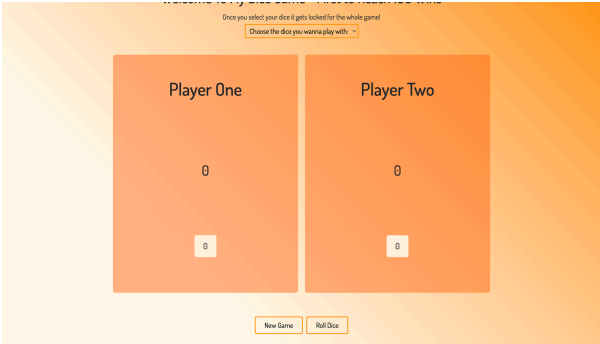 Once you select your dice it gets locked for the whole game!
Choose the dice you wanna play with:
Player One
Player Two
0
0
0
0
New Game
Roll Dice